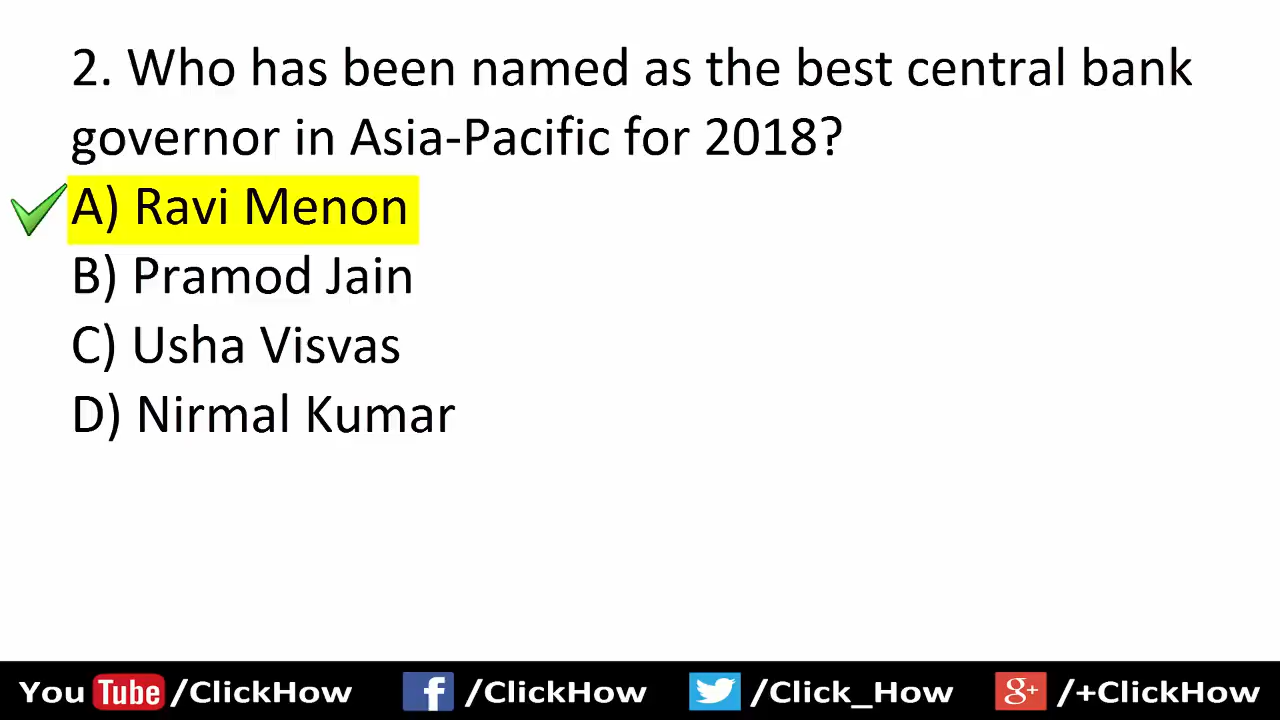 2. Who has been named as the best central bank
governor in Asia-Pacific for 2018?
A) Ravi Menon
B) Pramod Jain
C) Usha Visvas
D) Nirmal Kumar
You Tube /ClickHow f /ClickHow /Click_How g+ /+ClickHow